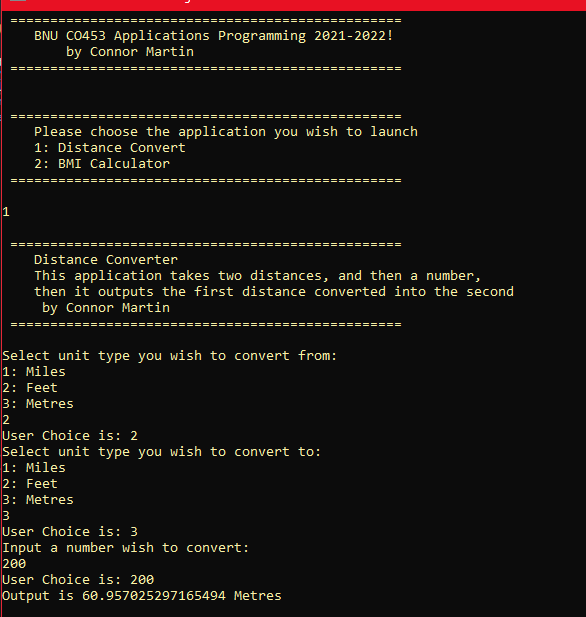 =================================================
BNU CO453 Applications Programming 2021-2022!
by Connor Martin
=================================================
=================================================
Please choose the application you wish to launch
1: Distance Convert
2: BMI Calculator
=================================================
1
=================================================
Distance Converter
This application takes two distances, and then a number,
then it outputs the first distance converted into the second
by Connor Martin
=================================================
Select unit type you wish to convert from:
1: Miles
2: Feet
3: Metres
2
User Choice is: 2
Select unit type you wish to convert to:
1: Miles
2: Feet
3: Metres
3
User Choice is: 3
Input a number wish to convert:
200
User Choice is: 200
Output is 60.957025297165494 Metres